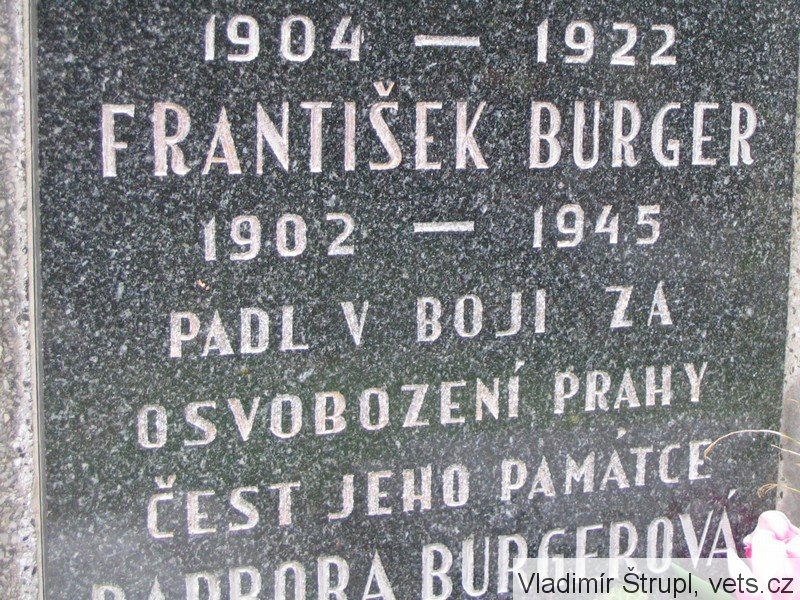 1904 — 1922
FRANTIŠEK BURGER
1902 — 1945
PADL V BOJI ZA
OSVOBOZENÍ PRAHY
ČEST JEHO PAMÁTCE
BARBORA BURGEROVÁ
Vladimír Štrupl, vets.cz